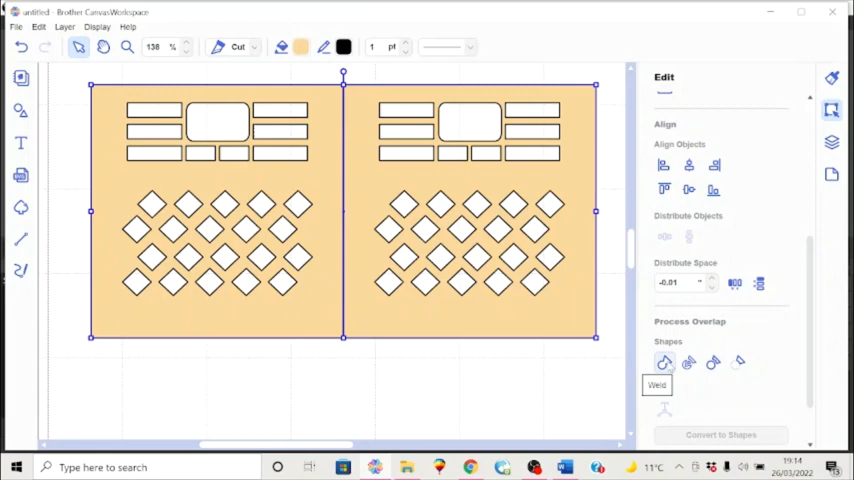 untitled - Brother CanvasWorkspace
File Edit Layer Display Help
138 % Cut 1 pt
Edit
Align
Align Objects
Distribute Objects
Distribute Space
-0.01 "
Process Overlap
Shapes
Weld
Convert to Shapes
Type here to search
11°C
19:14
26/03/2022